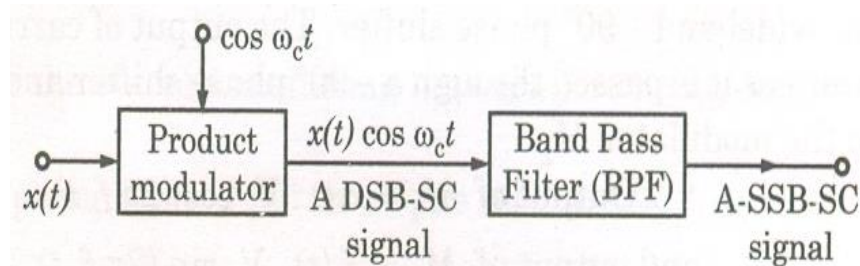 cos ω_c t
Product
modulator
x(t) cos ω_c t
Band Pass
Filter (BPF)
x(t)
A DSB-SC
signal
A-SSB-SC
signal